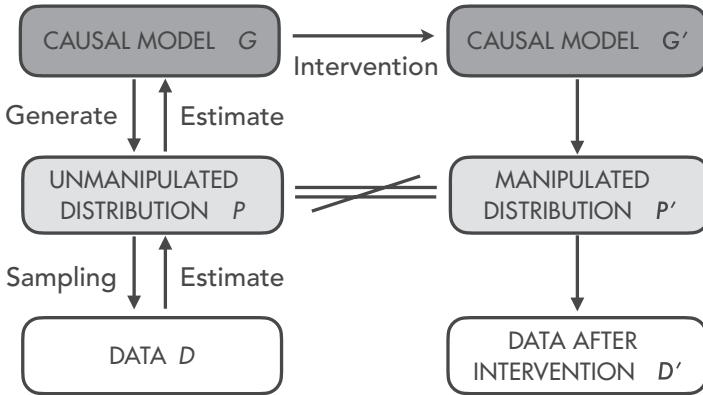 CAUSAL MODEL G
CAUSAL MODEL G′
Intervention
Generate
Estimate
UNMANIPULATED
DISTRIBUTION P
MANIPULATED
DISTRIBUTION P′
Sampling
Estimate
DATA D
DATA AFTER
INTERVENTION D′